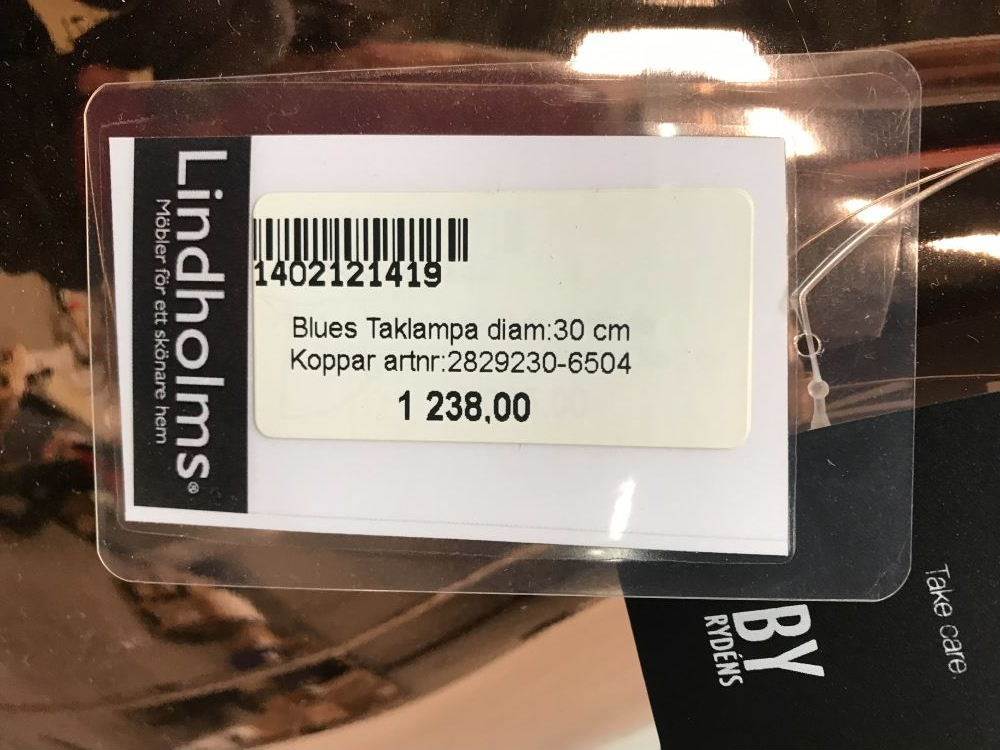 Lindholms®
Möbler för ett skönare hem
1402121419
Blues Taklampa diam:30 cm
Koppar artnr:2829230-6504
1 238,00
BY
RYDÉNS
Take care.